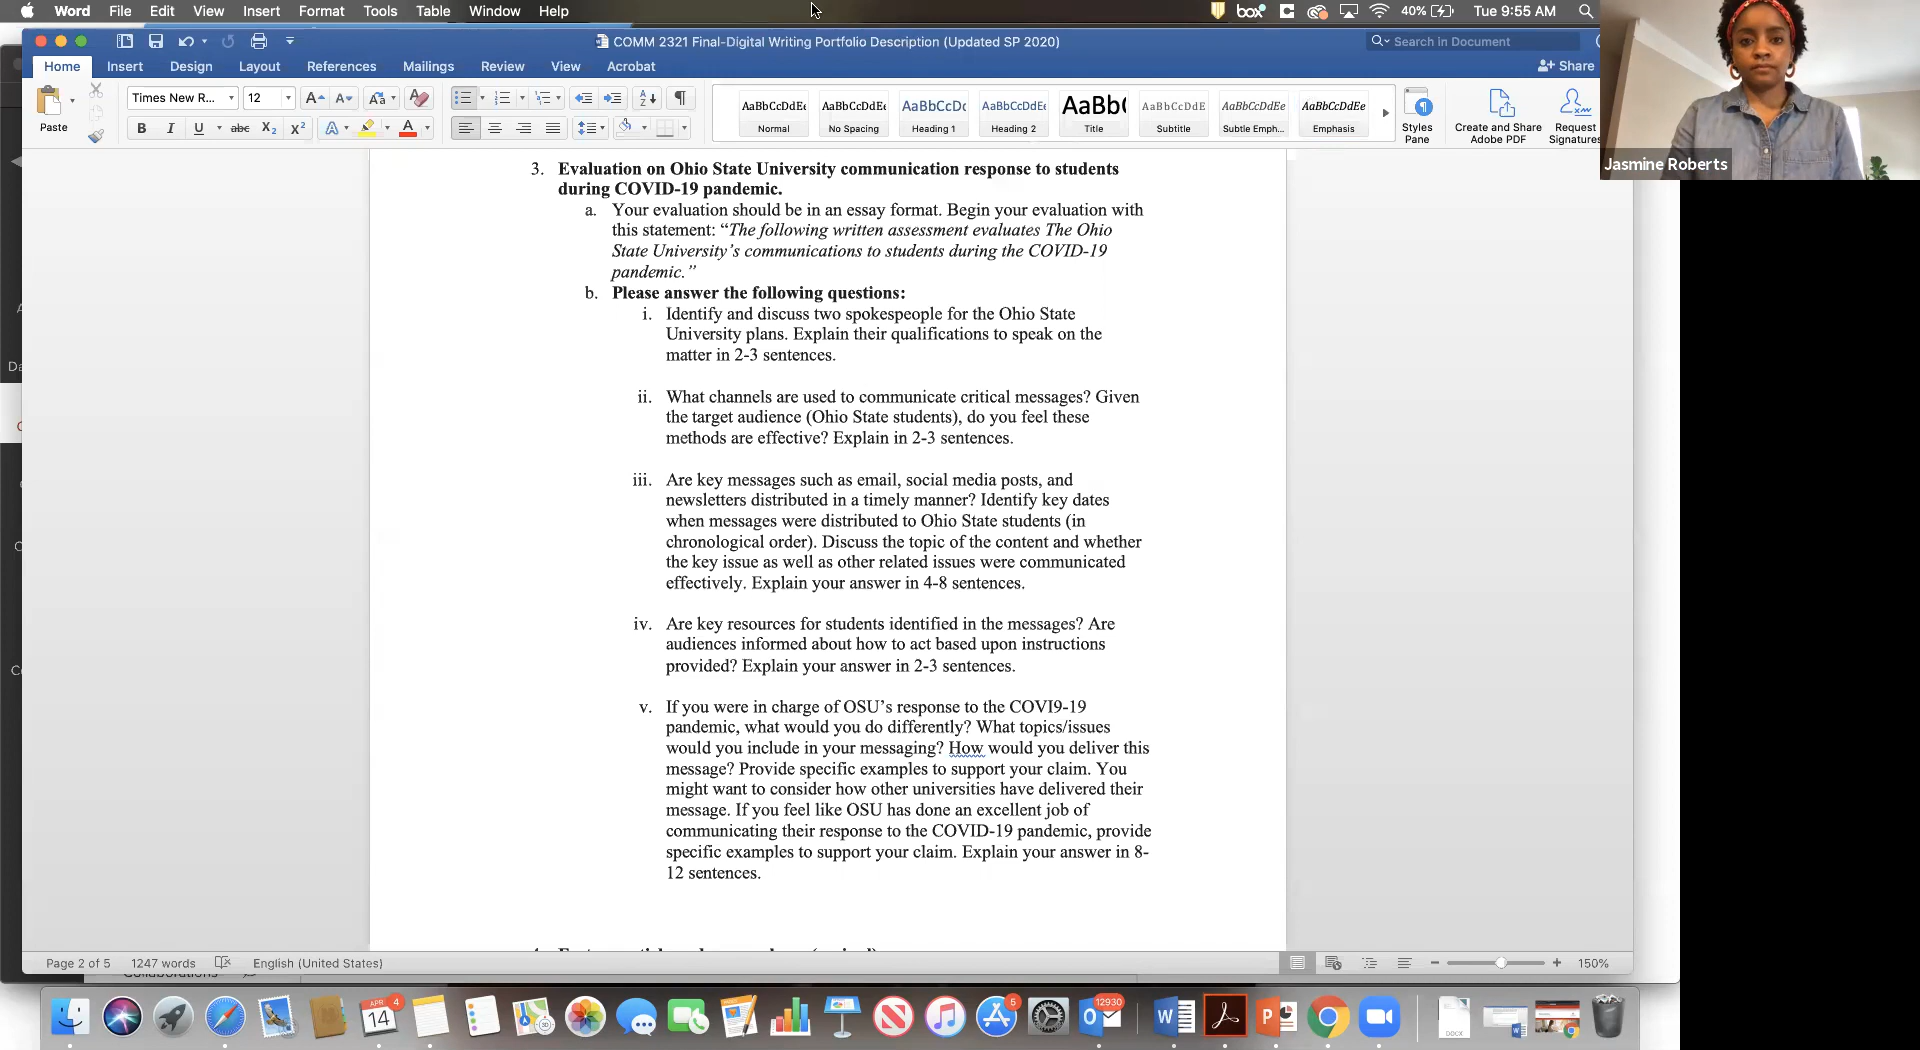 Word File Edit View Insert Format Tools Table Window Help box 40% Tue 9:55 AM
COMM 2321 Final-Digital Writing Portfolio Description (Updated SP 2020) Search in Document
Home Insert Design Layout References Mailings Review View Acrobat Share
Paste Times New R... 12
B I U abc X2 X2
AaBbCcDdEe AaBbCcDdEe AaBbCcDc AaBbCcDdEe AaBb( AaBbCcDdE AaBbCcDdEe AaBbCcDdEe
Normal No Spacing Heading 1 Heading 2 Title Subtitle Subtle Emph... Emphasis
Styles Pane
Create and Share Adobe PDF
Request Signatures
Jasmine Roberts
3. Evaluation on Ohio State University communication response to students
during COVID-19 pandemic.
a. Your evaluation should be in an essay format. Begin your evaluation with
this statement: “The following written assessment evaluates The Ohio
State University’s communications to students during the COVID-19
pandemic.”
b. Please answer the following questions:
i. Identify and discuss two spokespeople for the Ohio State
University plans. Explain their qualifications to speak on the
matter in 2-3 sentences.
ii. What channels are used to communicate critical messages? Given
the target audience (Ohio State students), do you feel these
methods are effective? Explain in 2-3 sentences.
iii. Are key messages such as email, social media posts, and
newsletters distributed in a timely manner? Identify key dates
when messages were distributed to Ohio State students (in
chronological order). Discuss the topic of the content and whether
the key issue as well as other related issues were communicated
effectively. Explain your answer in 4-8 sentences.
iv. Are key resources for students identified in the messages? Are
audiences informed about how to act based upon instructions
provided? Explain your answer in 2-3 sentences.
v. If you were in charge of OSU’s response to the COVI9-19
pandemic, what would you do differently? What topics/issues
would you include in your messaging? How would you deliver this
message? Provide specific examples to support your claim. You
might want to consider how other universities have delivered their
message. If you feel like OSU has done an excellent job of
communicating their response to the COVID-19 pandemic, provide
specific examples to support your claim. Explain your answer in 8-
12 sentences.
Page 2 of 5 1247 words English (United States) 150%
APR 4
14
5
12930
DOCX